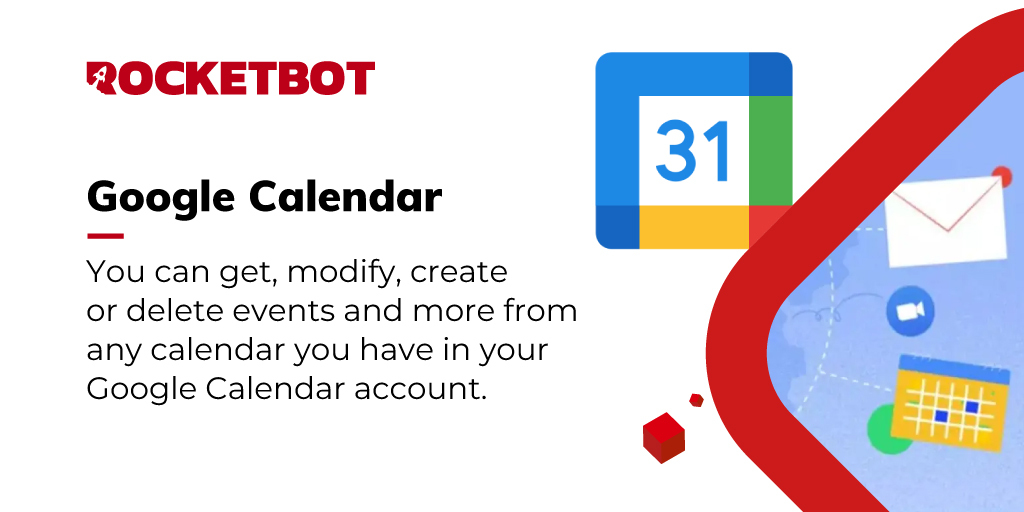 ROCKETBOT
31
Google Calendar
You can get, modify, create
or delete events and more from
any calendar you have in your
Google Calendar account.